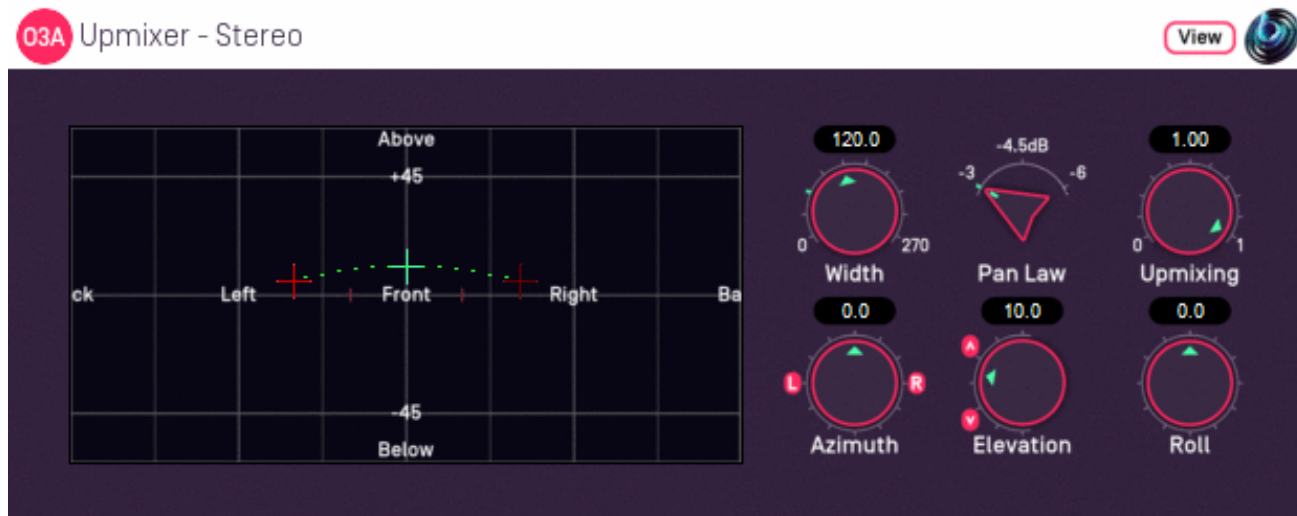 O3A Upmixer - Stereo
View
Above
+45
ck Left Front Right Ba
-45
Below
120.0
0 270
Width
-4.5dB
-3 -6
Pan Law
1.00
0 1
Upmixing
0.0
L R
Azimuth
10.0
Elevation
0.0
Roll